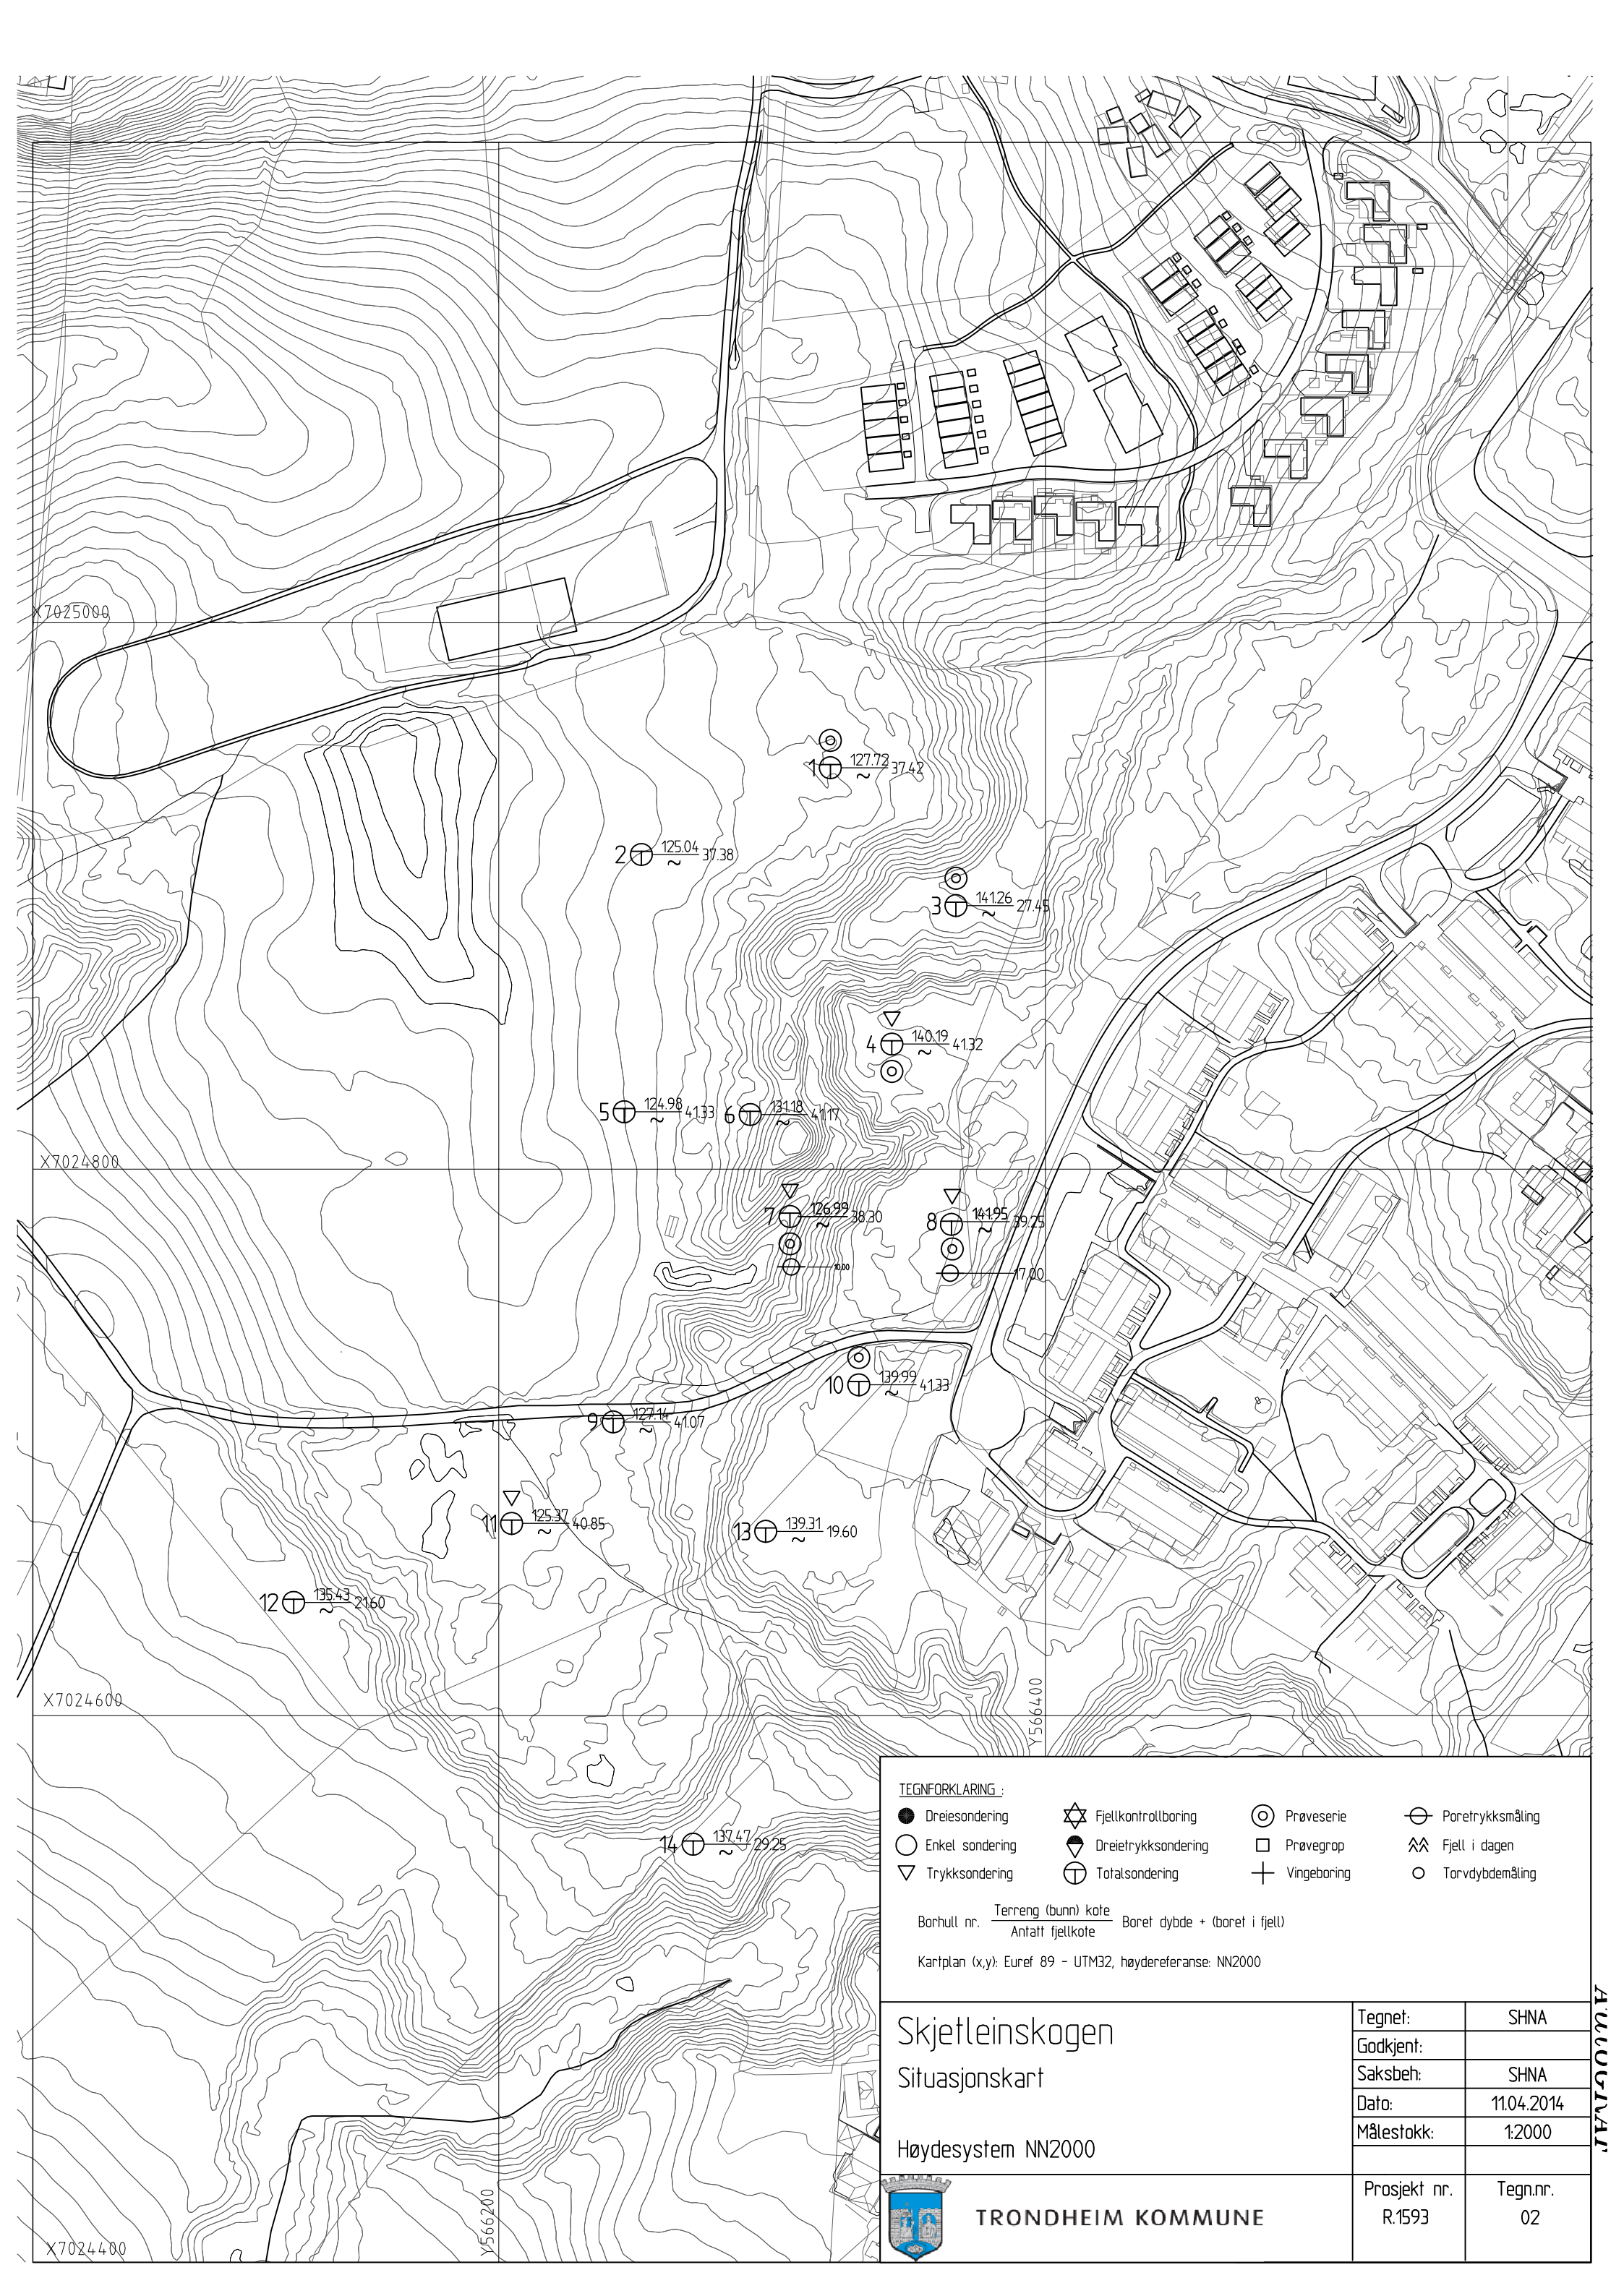 X7025000
1 127.72 ~ 37.42
2 125.04 ~ 37.38
3 141.26 ~ 27.45
4 140.19 ~ 41.32
5 124.98 ~ 41.33
6 131.18 ~ 41.17
X7024800
7 126.99 ~ 38.30
10.00
8 141.95 ~ 39.25
17.00
10 139.99 ~ 41.33
9 127.14 ~ 41.07
11 125.37 ~ 40.85
13 139.31 ~ 19.60
12 135.43 ~ 21.60
X7024600
Y566400
14 137.47 ~ 29.25
Y566200
X7024400
TEGNFORKLARING :
Dreiesondering
Fjellkontrollboring
Prøveserie
Poretrykksmåling
Enkel sondering
Dreietrykksondering
Prøvegrop
Fjell i dagen
Trykksondering
Totalsondering
Vingeboring
Torvdybdemåling
Borhull nr. Terreng (bunn) kote
Antatt fjellkote
Boret dybde + (boret i fjell)
Kartplan (x,y): Euref 89 - UTM32, høydereferanse: NN2000
Skjetleinskogen
Situasjonskart
Høydesystem NN2000
Tegnet: SHNA
Godkjent:
Saksbeh: SHNA
Dato: 11.04.2014
Målestokk: 1:2000
TRONDHEIM KOMMUNE
Prosjekt nr.
R.1593
Tegn.nr.
02